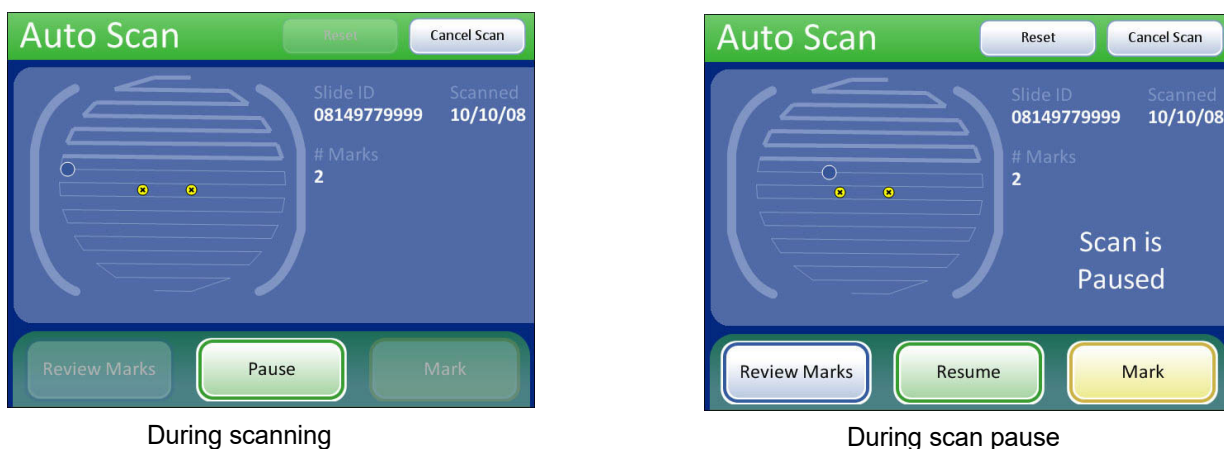 Auto Scan
Reset
Cancel Scan
Slide ID
Scanned
08149779999
10/10/08
# Marks
2
Review Marks
Pause
Mark
During scanning
Auto Scan
Reset
Cancel Scan
Slide ID
Scanned
08149779999
10/10/08
# Marks
2
Scan is
Paused
Review Marks
Resume
Mark
During scan pause